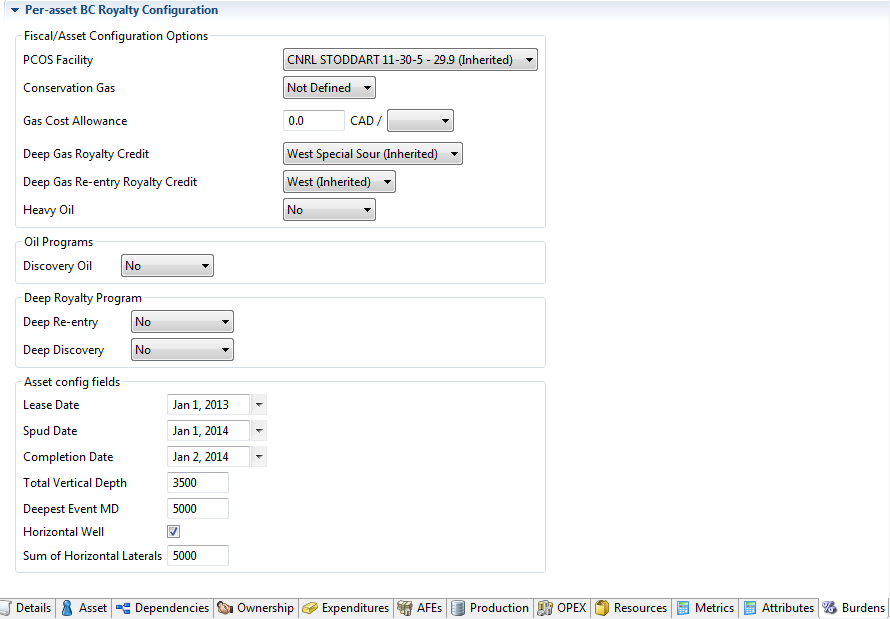 Per-asset BC Royalty Configuration
Fiscal/Asset Configuration Options
PCOS Facility CNRL STODDART 11-30-5 - 29.9 (Inherited)
Conservation Gas Not Defined
Gas Cost Allowance 0.0 CAD /
Deep Gas Royalty Credit West Special Sour (Inherited)
Deep Gas Re-entry Royalty Credit West (Inherited)
Heavy Oil No
Oil Programs
Discovery Oil No
Deep Royalty Program
Deep Re-entry No
Deep Discovery No
Asset config fields
Lease Date Jan 1, 2013
Spud Date Jan 1, 2014
Completion Date Jan 2, 2014
Total Vertical Depth 3500
Deepest Event MD 5000
Horizontal Well
Sum of Horizontal Laterals 5000
Details Asset Dependencies Ownership Expenditures AFEs Production OPEX Resources Metrics Attributes Burdens